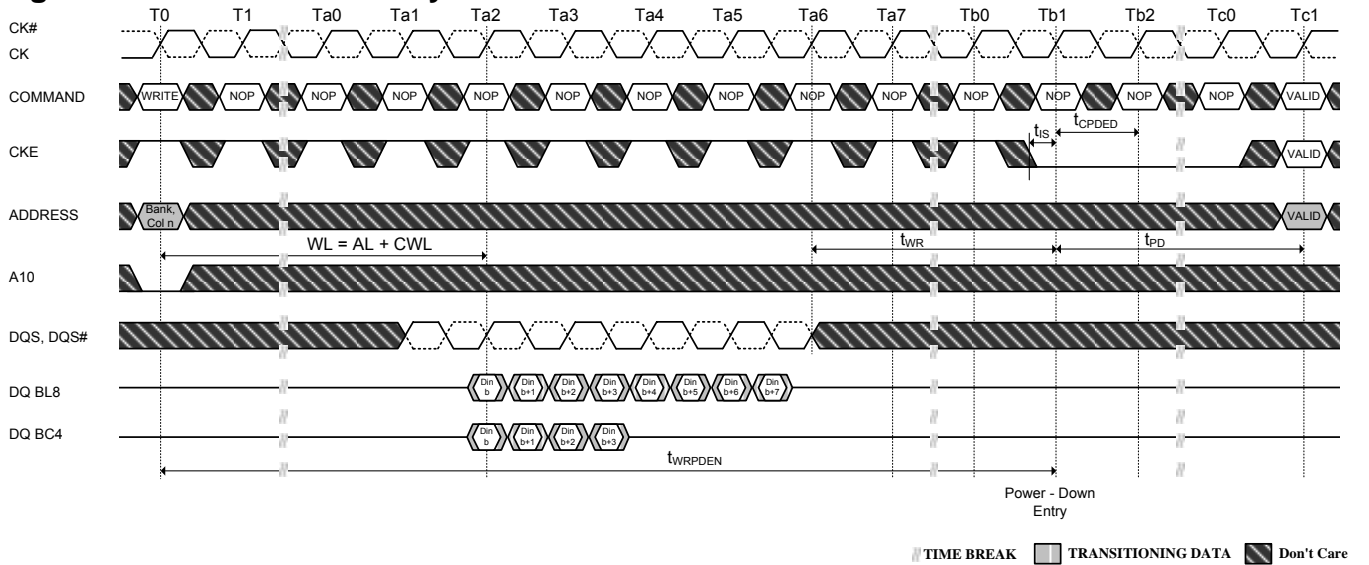 T0 T1 Ta0 Ta1 Ta2 Ta3 Ta4 Ta5 Ta6 Ta7 Tb0 Tb1 Tb2 Tc0 Tc1
CK#
CK
COMMAND WRITE NOP NOP NOP NOP NOP NOP NOP NOP NOP NOP NOP NOP NOP VALID
tIS tCPDED
CKE VALID
ADDRESS Bank, Col n VALID
WL = AL + CWL tWR tPD
A10
DQS, DQS#
DQ BL8 Din b Din b+1 Din b+2 Din b+3 Din b+4 Din b+5 Din b+6 Din b+7
DQ BC4 Din b Din b+1 Din b+2 Din b+3
tWRPDEN
Power - Down
Entry
TIME BREAK TRANSITIONING DATA Don't Care